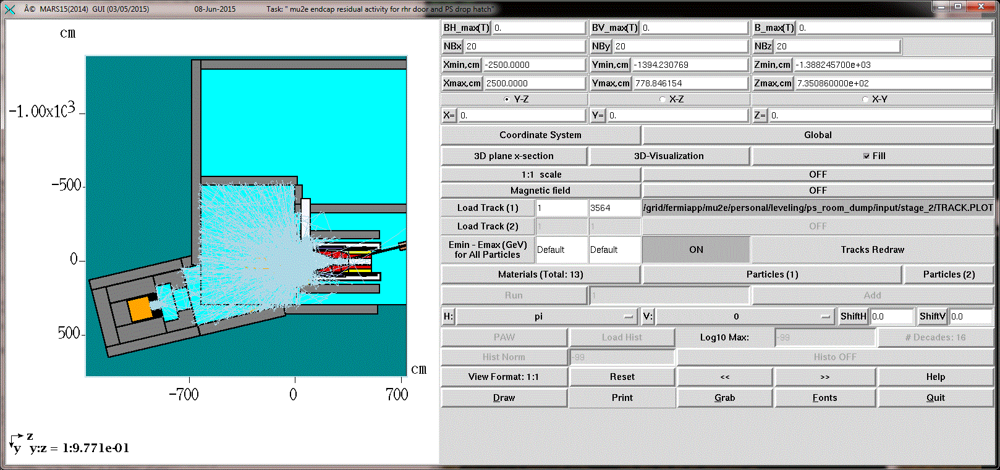 Â© MARS15(2014) GUI (03/05/2015) 08-Jun-2015 Task: " mu2e endcap residual activity for rhr door and PS drop hatch"
cm
-1.00x10³
-500
0
500
cm
-700 0 700
z
y y:z = 1:9.771e-01
BH_max(T) 0. BV_max(T) 0. B_max(T) 0.
NBx 20 NBy 20 NBz 20
Xmin,cm -2500.0000 Ymin,cm -1394.230769 Zmin,cm -1.388245700e+03
Xmax,cm 2500.0000 Ymax,cm 778.846154 Zmax,cm 7.350860000e+02
Y-Z X-Z X-Y
X= 0. Y= 0. Z= 0.
Coordinate System Global
3D plane x-section 3D-Visualization Fill
1:1 scale OFF
Magnetic field OFF
Load Track (1) 1 3564 /grid/fermiapp/mu2e/personal/leveling/ps_room_dump/input/stage_2/TRACK.PLOT
Load Track (2) 1 1 OFF
Emin - Emax (GeV)
for All Particles Default Default ON Tracks Redraw
Materials (Total: 13) Particles (1) Particles (2)
Run 1 Add
H: pi V: 0 ShiftH 0.0 ShiftV 0.0
PAW Load Hist Log10 Max: -99 # Decades: 16
Hist Norm -99 Histo OFF
View Format: 1:1 Reset << >> Help
Draw Print Grab Fonts Quit